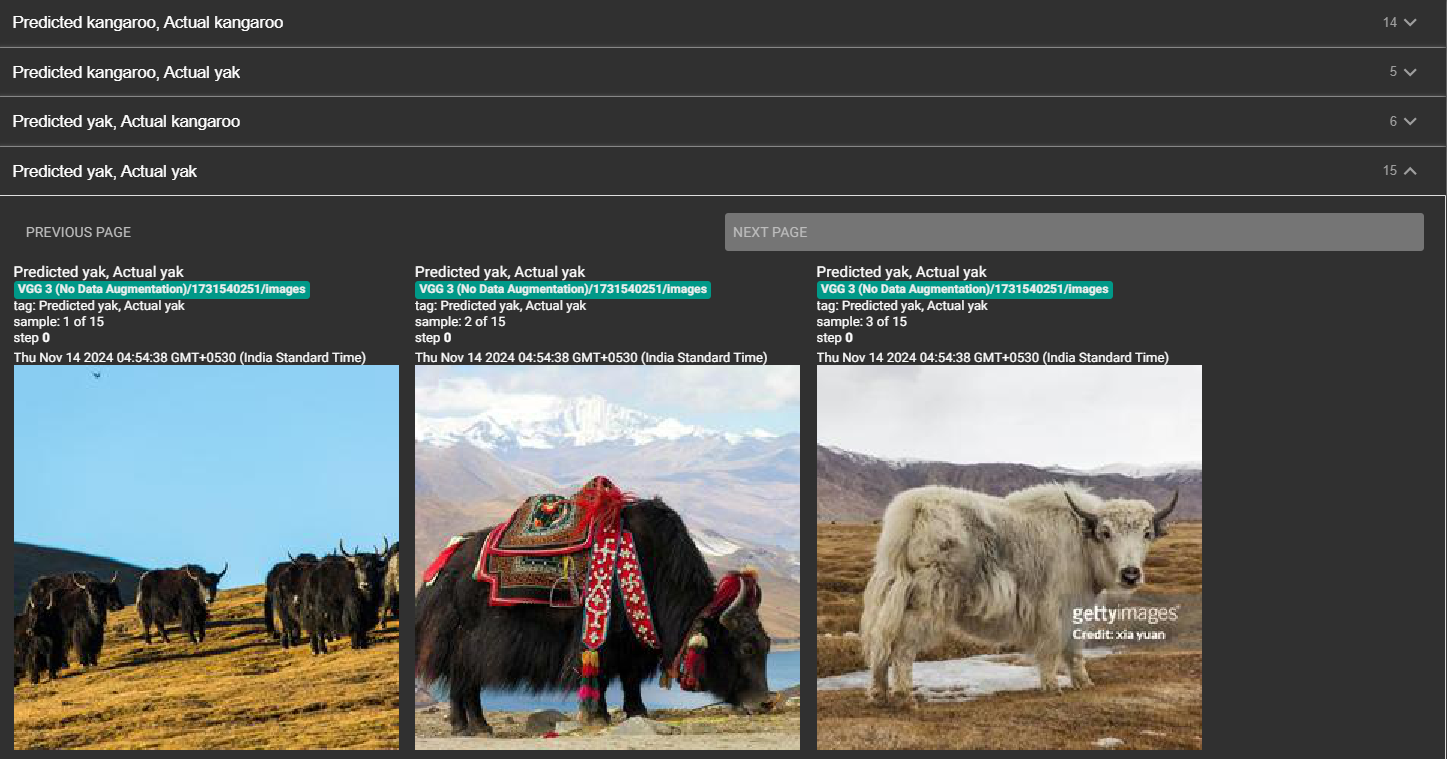 Predicted kangaroo, Actual kangaroo 14
Predicted kangaroo, Actual yak 5
Predicted yak, Actual kangaroo 6
Predicted yak, Actual yak 15
PREVIOUS PAGE NEXT PAGE
Predicted yak, Actual yak
VGG 3 (No Data Augmentation)/1731540251/images
tag: Predicted yak, Actual yak
sample: 1 of 15
step 0
Thu Nov 14 2024 04:54:38 GMT+0530 (India Standard Time)
Predicted yak, Actual yak
VGG 3 (No Data Augmentation)/1731540251/images
tag: Predicted yak, Actual yak
sample: 2 of 15
step 0
Thu Nov 14 2024 04:54:38 GMT+0530 (India Standard Time)
Predicted yak, Actual yak
VGG 3 (No Data Augmentation)/1731540251/images
tag: Predicted yak, Actual yak
sample: 3 of 15
step 0
Thu Nov 14 2024 04:54:38 GMT+0530 (India Standard Time)
gettyimages
Credit: xia yuan